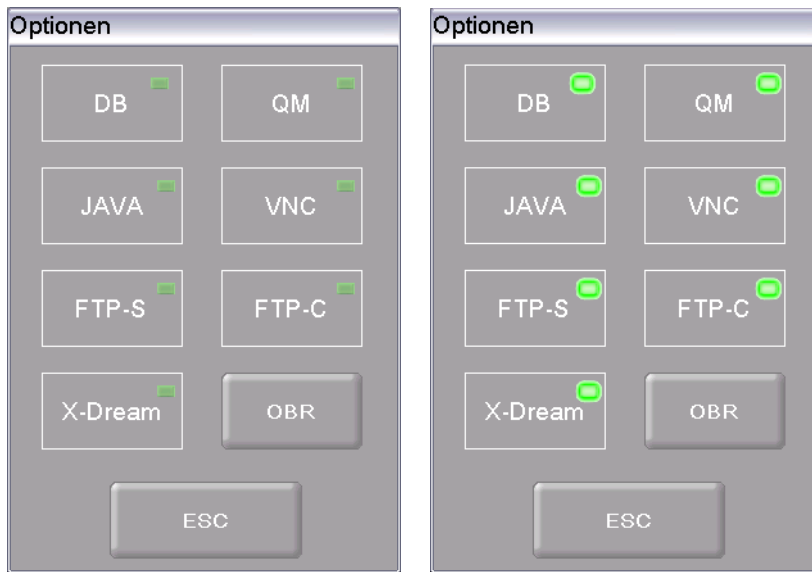 Optionen
DB QM
JAVA VNC
FTP-S FTP-C
X-Dream OBR
ESC
Optionen
DB QM
JAVA VNC
FTP-S FTP-C
X-Dream OBR
ESC